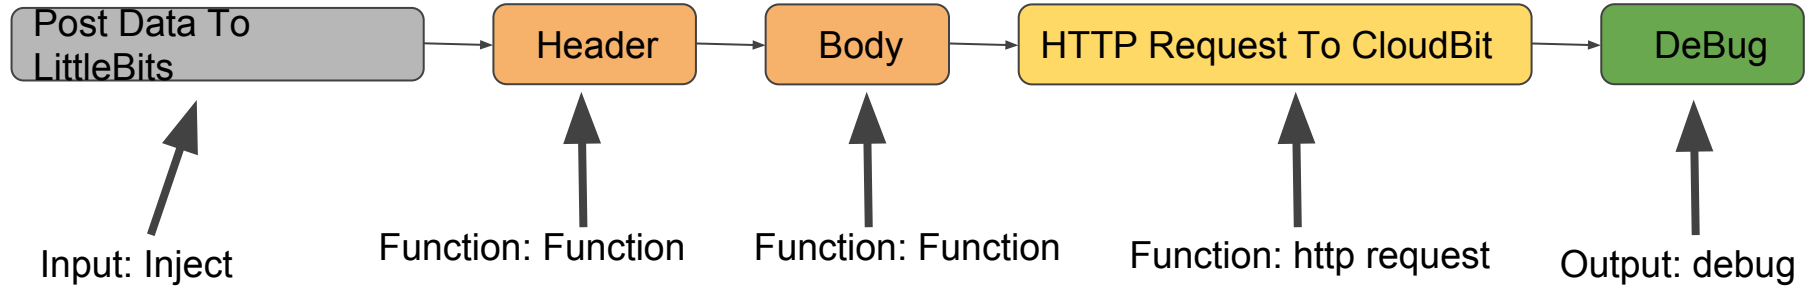 Post Data To
LittleBits
Header
Body
HTTP Request To CloudBit
DeBug
Input: Inject
Function: Function
Function: Function
Function: http request
Output: debug